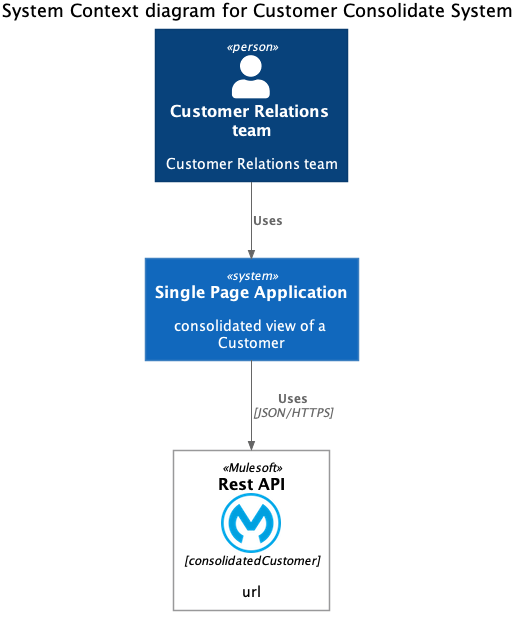 System Context diagram for Customer Consolidate System
«person»
Customer Relations
team
Customer Relations team
Uses
«system»
Single Page Application
consolidated view of a
Customer
Uses
[JSON/HTTPS]
«Mulesoft»
Rest API
[consolidatedCustomer]
url